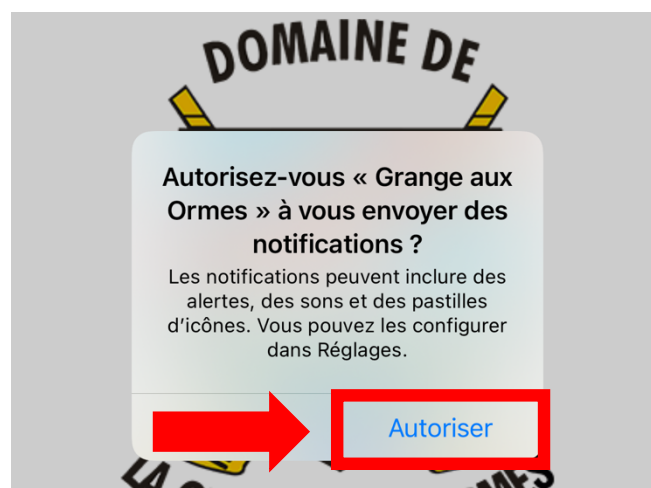 DOMAINE DE
Autorisez-vous « Grange aux
Ormes » à vous envoyer des
notifications ?
Les notifications peuvent inclure des
alertes, des sons et des pastilles
d’icônes. Vous pouvez les configurer
dans Réglages.
Autoriser
LA